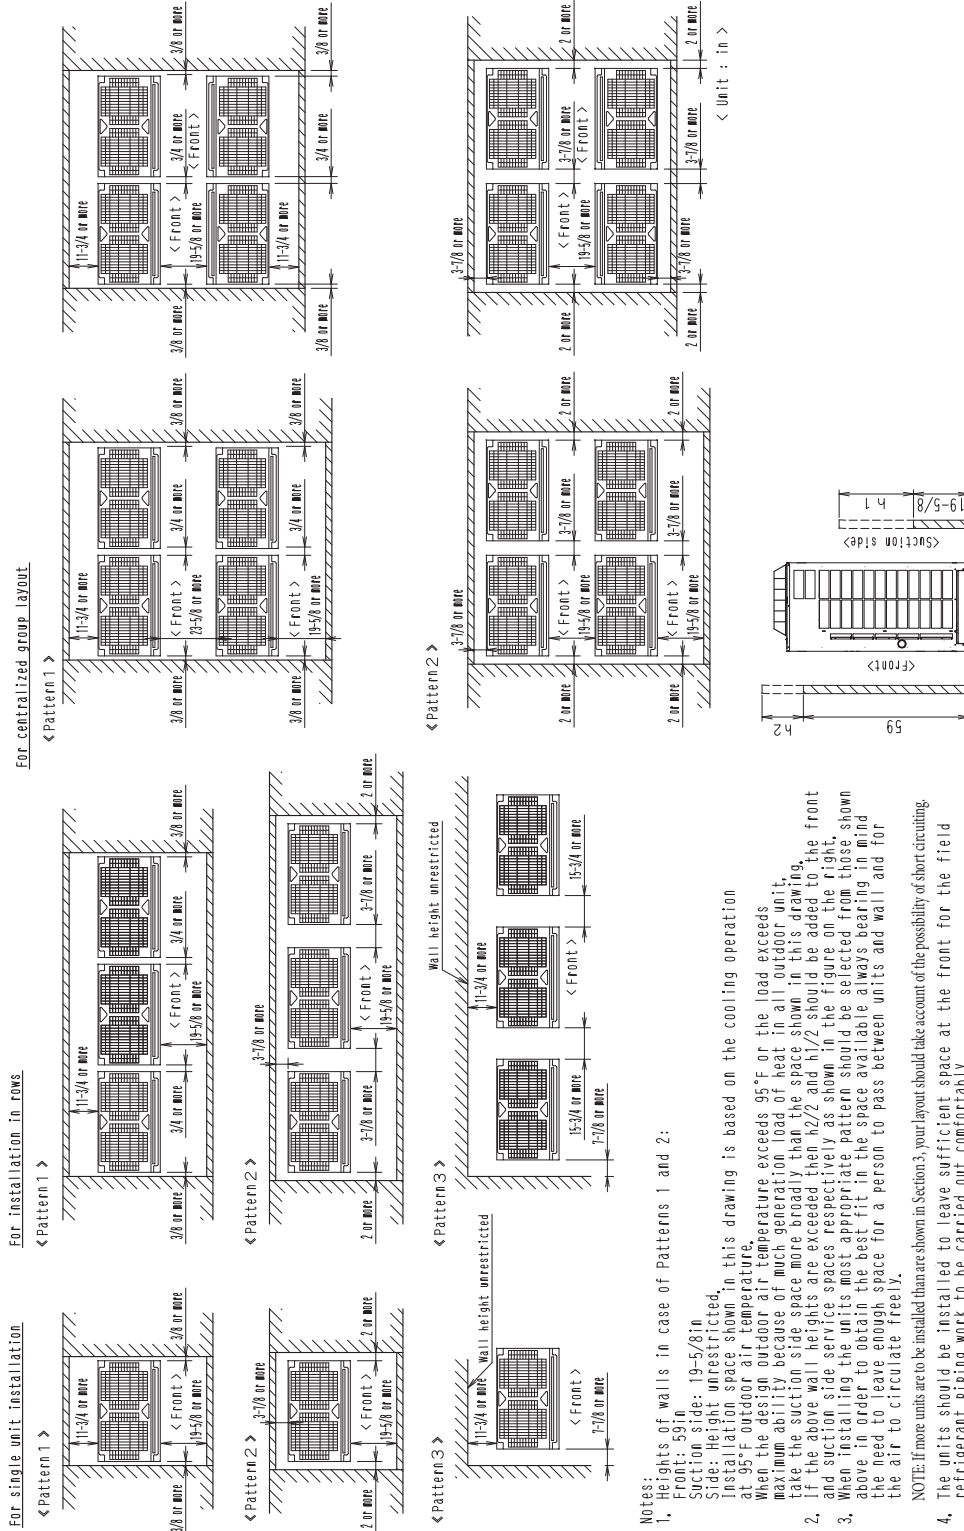 For single unit installation
≪Pattern1≫
11-3/4 or more
<Front>
19-5/8 or more
3/8 or more
3/8 or more
≪Pattern2≫
3-7/8 or more
<Front>
19-5/8 or more
2 or more
2 or more
≪Pattern3≫
Wall height unrestricted
11-3/4 or more
<Front>
7-7/8 or more
For installation in rows
≪Pattern1≫
11-3/4 or more
<Front>
19-5/8 or more
3/8 or more
3/4 or more
3/4 or more
3/8 or more
≪Pattern2≫
3-7/8 or more
<Front>
19-5/8 or more
2 or more
3-7/8 or more
3-7/8 or more
2 or more
≪Pattern3≫
Wall height unrestricted
11-3/4 or more
<Front>
15-3/4 or more
15-3/4 or more
7-7/8 or more
For centralized group layout
≪Pattern1≫
11-3/4 or more
3/8 or more
3/4 or more
3/8 or more
<Front>
23-5/8 or more
3/8 or more
3/4 or more
3/8 or more
<Front>
19-5/8 or more
11-3/4 or more
3/8 or more
3/4 or more
3/8 or more
<Front>
19-5/8 or more
<Front>
11-3/4 or more
3/8 or more
3/4 or more
3/8 or more
≪Pattern2≫
3-7/8 or more
2 or more
3-7/8 or more
2 or more
<Front>
19-5/8 or more
2 or more
3-7/8 or more
2 or more
<Front>
19-5/8 or more
3-7/8 or more
2 or more
3-7/8 or more
2 or more
<Front>
19-5/8 or more
<Front>
3-7/8 or more
2 or more
3-7/8 or more
2 or more
<Unit : in>
Notes:
1. Heights of walls in case of Patterns 1 and 2:
Front: 59in
Suction side: 19-5/8in
Side: Height unrestricted.
Installation space shown in this drawing is based on the cooling operation
at 95°F outdoor air temperature.
When the design outdoor air temperature exceeds 95°F or the load exceeds
maximum ability because of much generation load of heat in all outdoor unit,
take the suction side space more broadly than the space shown in this drawing.
2. If the above wall heights are exceeded then h2/2 and h1/2 should be added to the front
and suction side service spaces respectively as shown in the figure on the right.
3. When installing the units most appropriate pattern should be selected from those shown
above in order to obtain the best fit in the space available always bearing in mind
the need to leave enough space for a person to pass between units and wall and for
the air to circulate freely.
NOTE: If more units are to be installed than are shown in Section 3, your layout should take account of the possibility of short circuiting.
4. The units should be installed to leave sufficient space at the front for the field
refrigerant piping work to be carried out comfortably
h2
59
<Front>
<Suction side>
h1
19-5/8